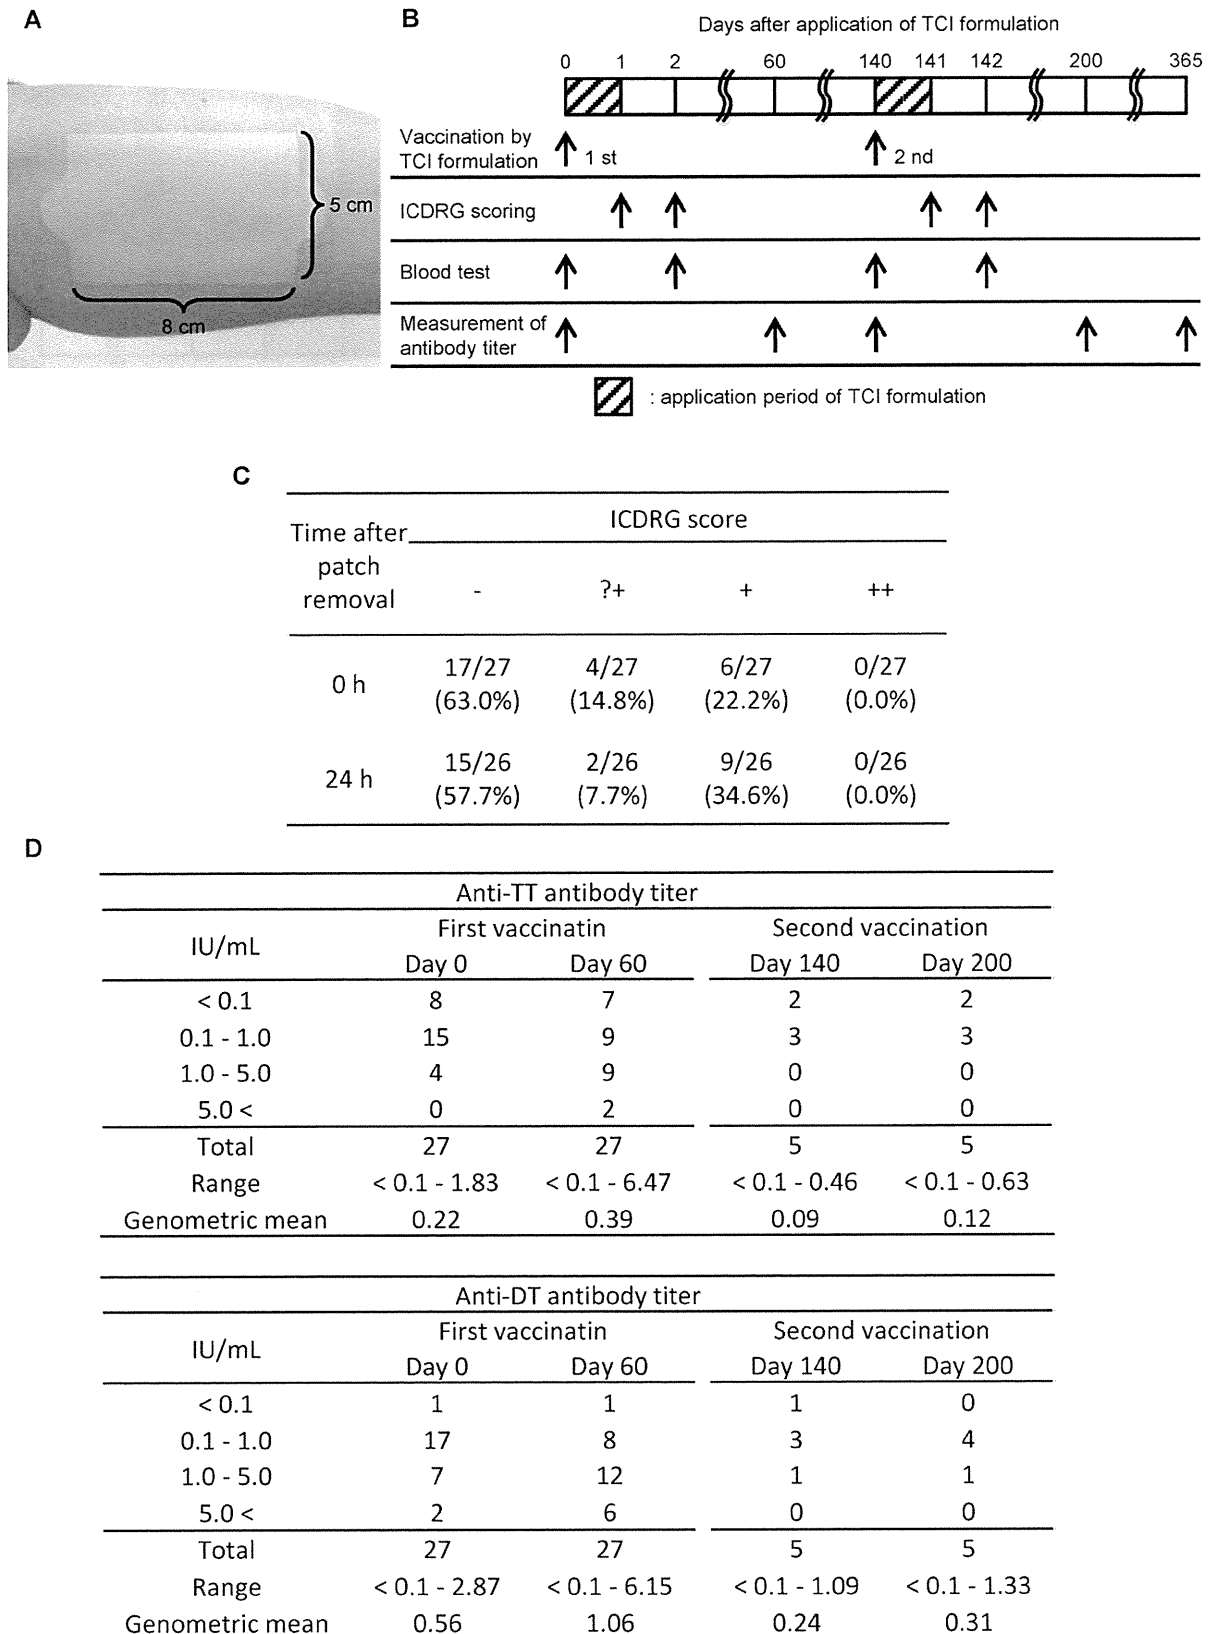 A
5 cm
8 cm
B
Days after application of TCI formulation
0 1 2 60 140 141 142 200 365
Vaccination by
TCI formulation
1 st 2 nd
ICDRG scoring
Blood test
Measurement of
antibody titer
: application period of TCI formulation
C
Time after
patch
removal
ICDRG score
- ?+ + ++
0 h
17/27 4/27 6/27 0/27
(63.0%) (14.8%) (22.2%) (0.0%)
24 h
15/26 2/26 9/26 0/26
(57.7%) (7.7%) (34.6%) (0.0%)
D
Anti-TT antibody titer
IU/mL
First vaccinatin Second vaccination
Day 0 Day 60 Day 140 Day 200
< 0.1 8 7 2 2
0.1 - 1.0 15 9 3 3
1.0 - 5.0 4 9 0 0
5.0 < 0 2 0 0
Total 27 27 5 5
Range < 0.1 - 1.83 < 0.1 - 6.47 < 0.1 - 0.46 < 0.1 - 0.63
Genometric mean 0.22 0.39 0.09 0.12
Anti-DT antibody titer
IU/mL
First vaccinatin Second vaccination
Day 0 Day 60 Day 140 Day 200
< 0.1 1 1 1 0
0.1 - 1.0 17 8 3 4
1.0 - 5.0 7 12 1 1
5.0 < 2 6 0 0
Total 27 27 5 5
Range < 0.1 - 2.87 < 0.1 - 6.15 < 0.1 - 1.09 < 0.1 - 1.33
Genometric mean 0.56 1.06 0.24 0.31